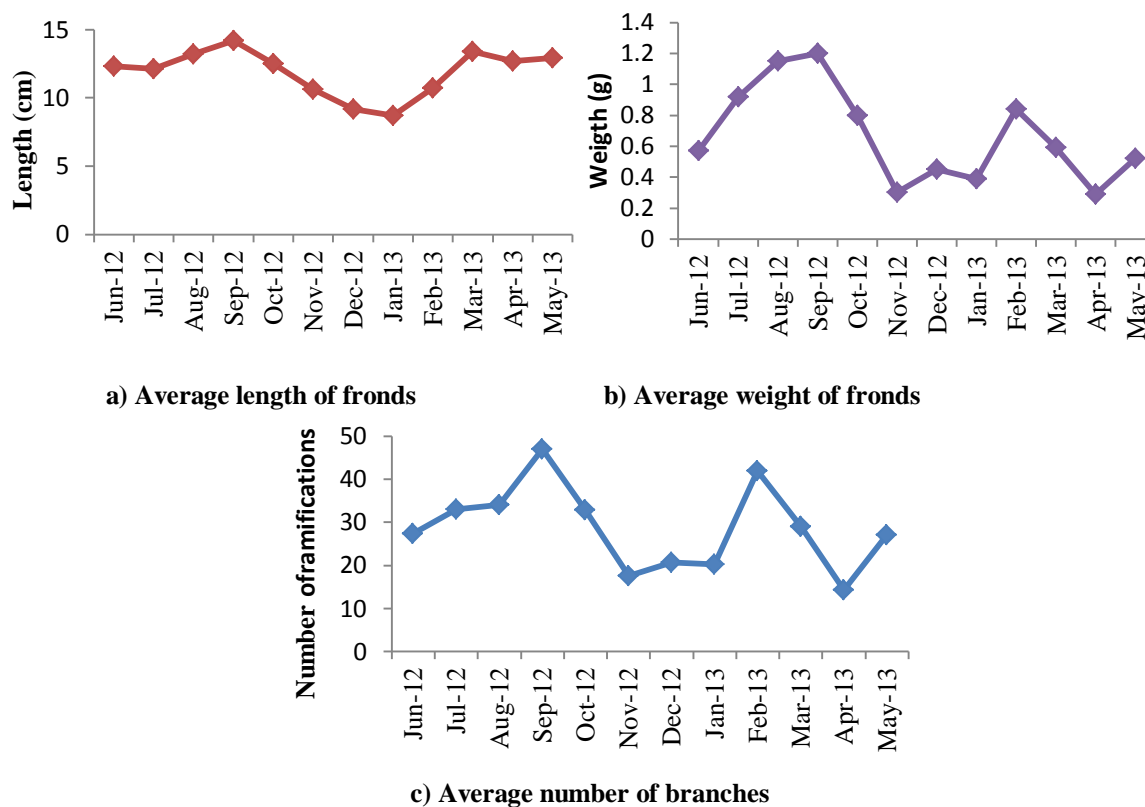 Length (cm)
15
10
5
0
Jun-12
Jul-12
Aug-12
Sep-12
Oct-12
Nov-12
Dec-12
Jan-13
Feb-13
Mar-13
Apr-13
May-13
a) Average length of fronds
Weigth (g)
1.4
1.2
1
0.8
0.6
0.4
0.2
0
Jun-12
Jul-12
Aug-12
Sep-12
Oct-12
Nov-12
Dec-12
Jan-13
Feb-13
Mar-13
Apr-13
May-13
b) Average weight of fronds
Number oframifications
50
40
30
20
10
0
Jun-12
Jul-12
Aug-12
Sep-12
Oct-12
Nov-12
Dec-12
Jan-13
Feb-13
Mar-13
Apr-13
May-13
c) Average number of branches